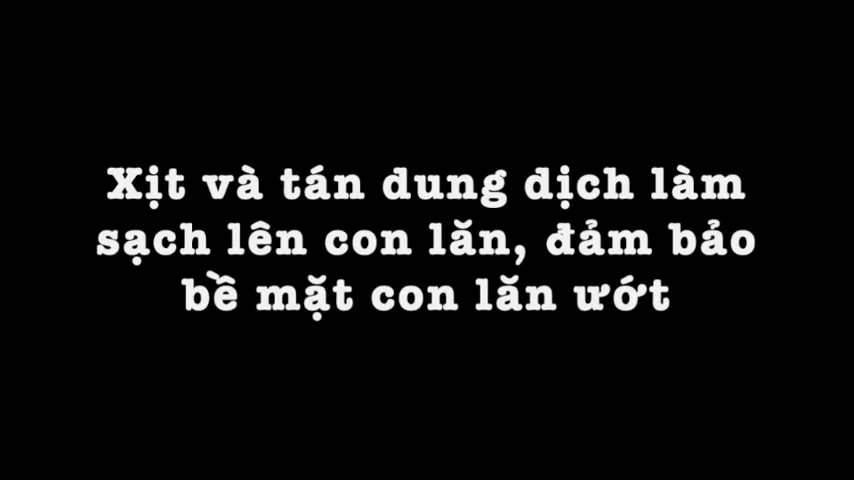 Xịt và tán dung dịch làm
sạch lên con lăn, đảm bảo
bề mặt con lăn ướt